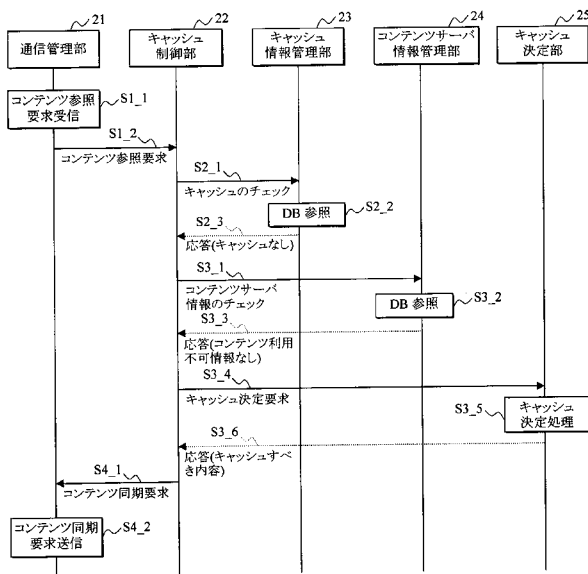 21
22
23
24
25
通信管理部
キャッシュ
制御部
キャッシュ
情報管理部
コンテンツサーバ
情報管理部
キャッシュ
決定部
コンテンツ参照
要求受信
S1_1
S1_2
コンテンツ参照要求
S2_1
キャッシュのチェック
DB 参照
S2_2
S2_3
応答(キャッシュなし)
S3_1
コンテンツサーバ
情報のチェック
DB 参照
S3_2
S3_3
応答(コンテンツ利用
不可情報なし)
S3_4
キャッシュ決定要求
S3_5
キャッシュ
決定処理
S3_6
応答(キャッシュすべ
き内容)
S4_1
コンテンツ同期要求
コンテンツ同期
要求送信
S4_2